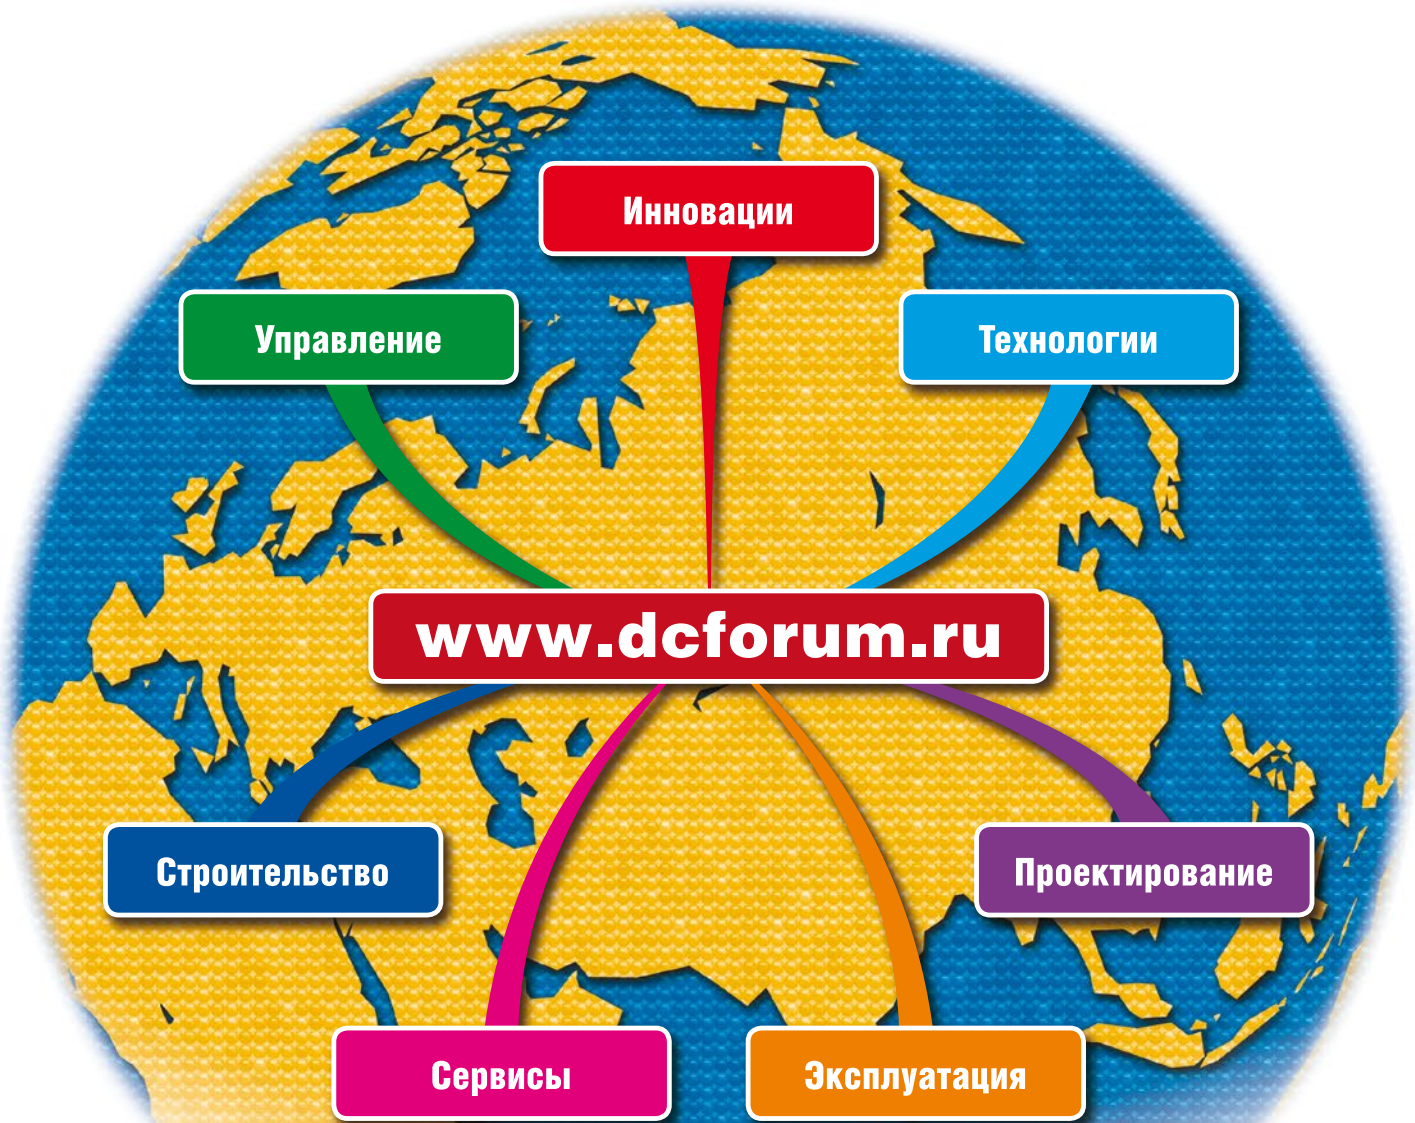 Инновации
Управление
Технологии
www.dcforum.ru
Строительство
Проектирование
Сервисы
Эксплуатация